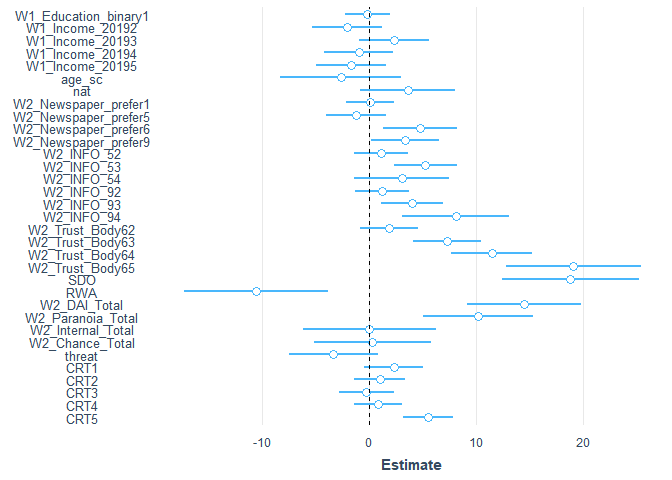 W1_Education_binary1
W1_Income_20192
W1_Income_20193
W1_Income_20194
W1_Income_20195
age_sc
nat
W2_Newspaper_prefer1
W2_Newspaper_prefer5
W2_Newspaper_prefer6
W2_Newspaper_prefer9
W2_INFO_52
W2_INFO_53
W2_INFO_54
W2_INFO_92
W2_INFO_93
W2_INFO_94
W2_Trust_Body62
W2_Trust_Body63
W2_Trust_Body64
W2_Trust_Body65
SDO
RWA
W2_DAI_Total
W2_Paranoia_Total
W2_Internal_Total
W2_Chance_Total
threat
CRT1
CRT2
CRT3
CRT4
CRT5
-10 0 10 20
Estimate